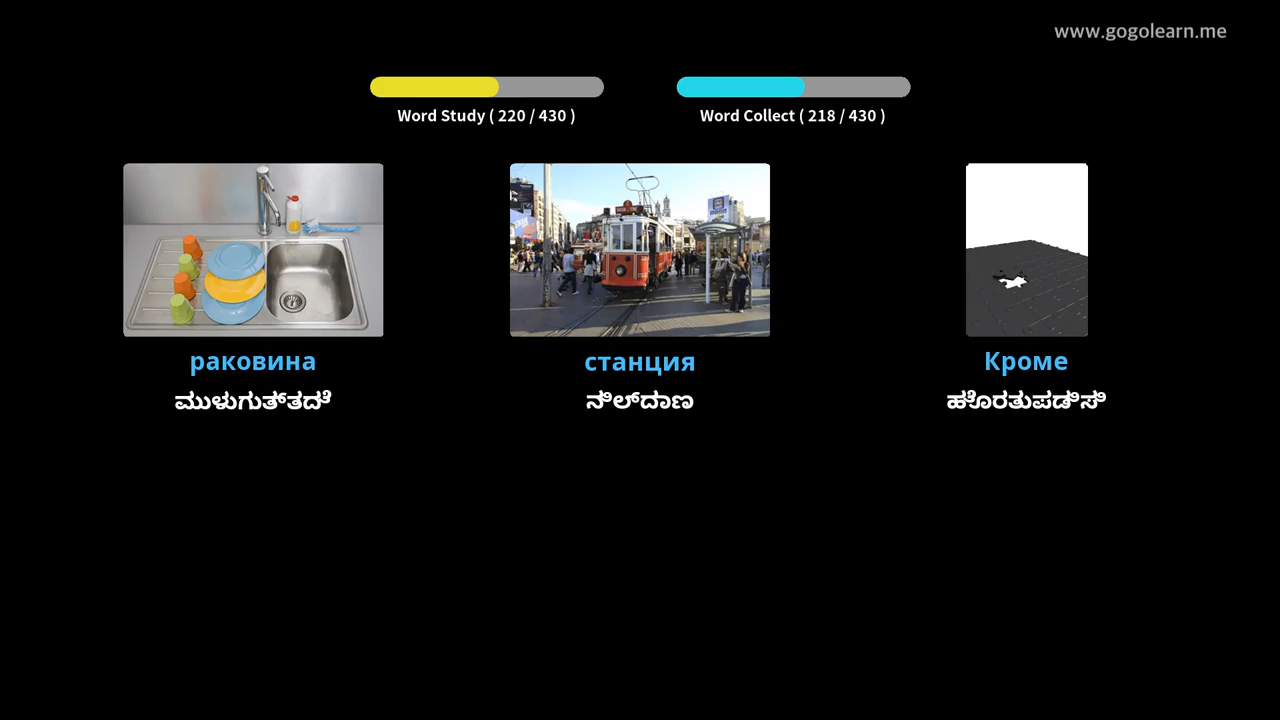 www.gogolearn.me
Word Study ( 220 / 430 )
Word Collect ( 218 / 430 )
раковина
станция
Кроме
ಮುಳುಗುತ್ತದೆ
ನಿಲ್ದಾಣ
ಹೊರತುಪಡಿಸಿ